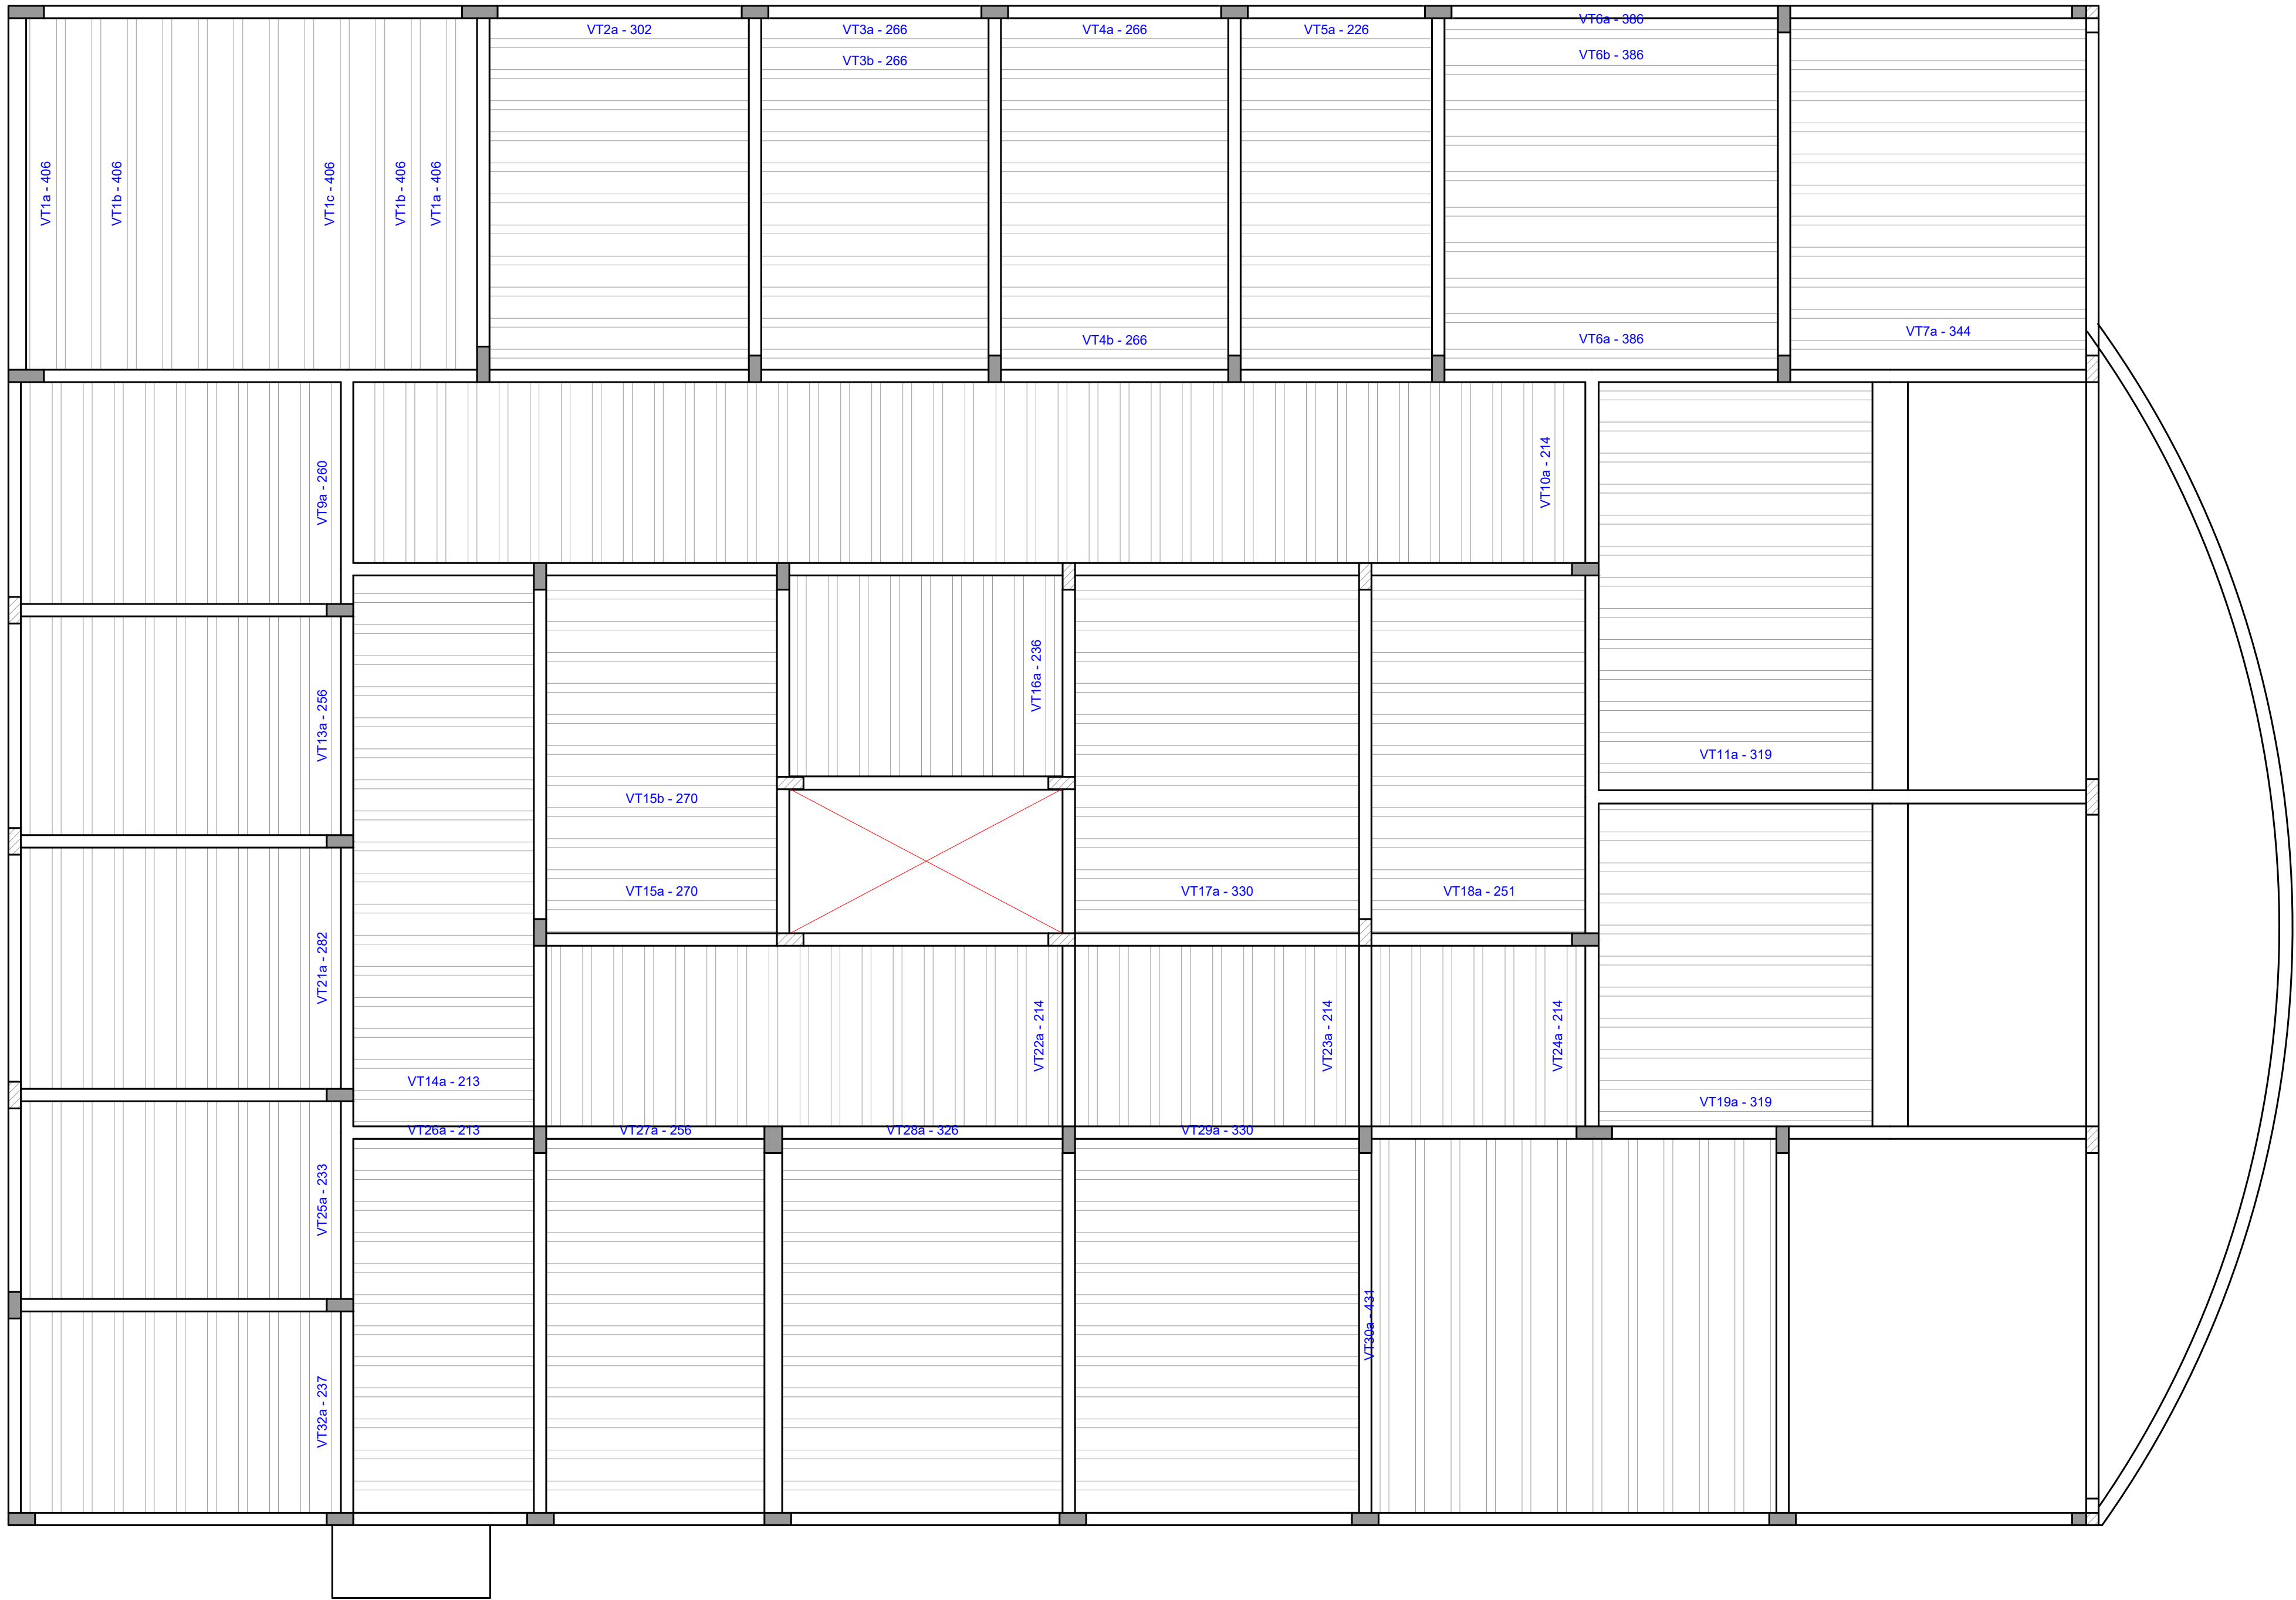 VT6a - 386
VT2a - 302
VT3a - 266
VT4a - 266
VT5a - 226
VT3b - 266
VT6b - 386
VT1a - 406
VT1b - 406
VT1c - 406
VT1b - 406
VT1a - 406
VT4b - 266
VT6a - 386
VT7a - 344
VT9a - 260
VT10a - 214
VT13a - 256
VT16a - 236
VT11a - 319
VT15b - 270
VT15a - 270
VT17a - 330
VT18a - 251
VT21a - 282
VT22a - 214
VT23a - 214
VT24a - 214
VT14a - 213
VT19a - 319
VT26a - 213
VT27a - 256
VT28a - 326
VT29a - 330
VT25a - 233
VT30a - 431
VT32a - 237